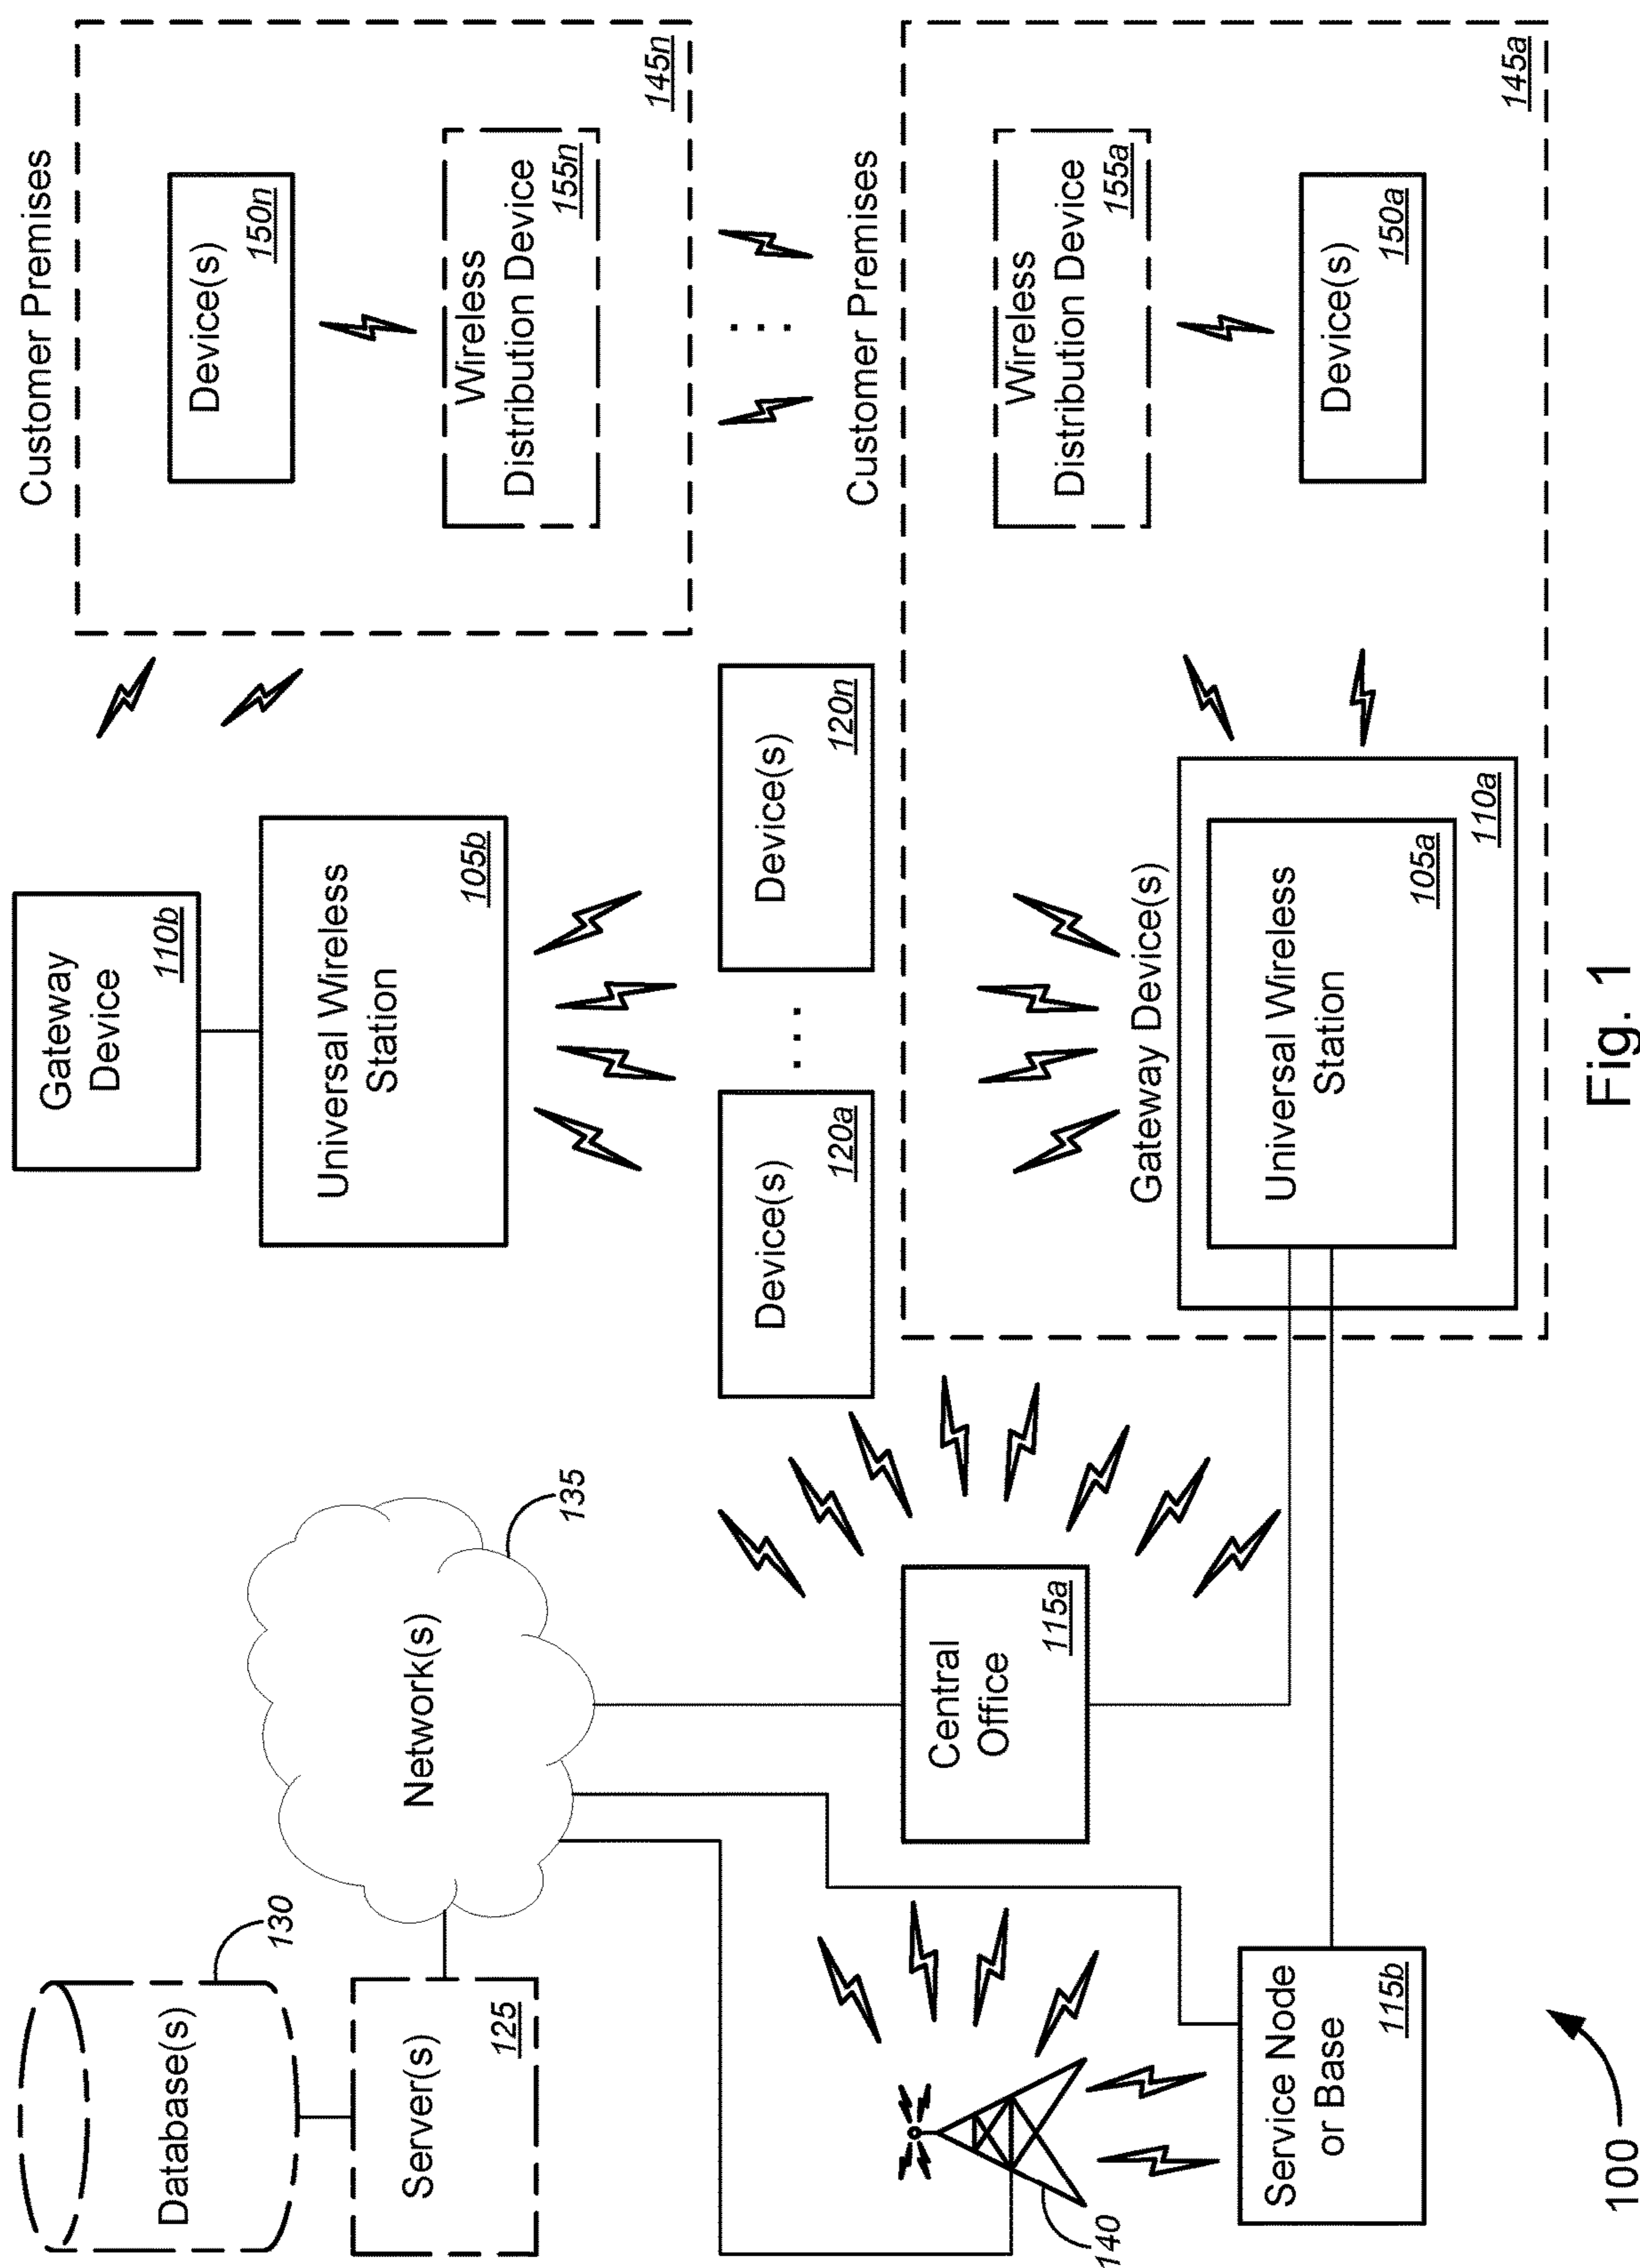 Database(s)
130
Server(s)
125
Network(s)
135
Gateway
Device
110b
Universal Wireless
Station
105b
Customer Premises
Device(s)
150n
Wireless
Distribution Device
155n
145n
140
Service Node
or Base
115b
Central
Office
115a
Device(s)
120a
. . .
Device(s)
120n
. . .
Customer Premises
Gateway Device(s)
Universal Wireless
Station
105a
110a
Wireless
Distribution Device
155a
Device(s)
150a
145a
100
Fig. 1